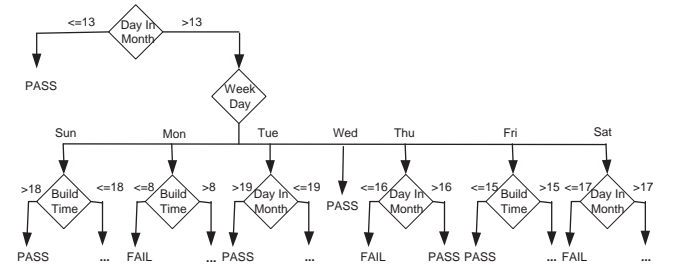 <=13 Day In Month >13
PASS
Week Day
Sun Mon Tue Wed Thu Fri Sat
>18 Build Time <=18 <=8 Build Time >8 >19 Day In Month <=19 <=16 Day In Month >16 <=15 Build Time >15 <=17 Day In Month >17
PASS
PASS ... FAIL ... PASS ... FAIL PASS PASS ... FAIL ...